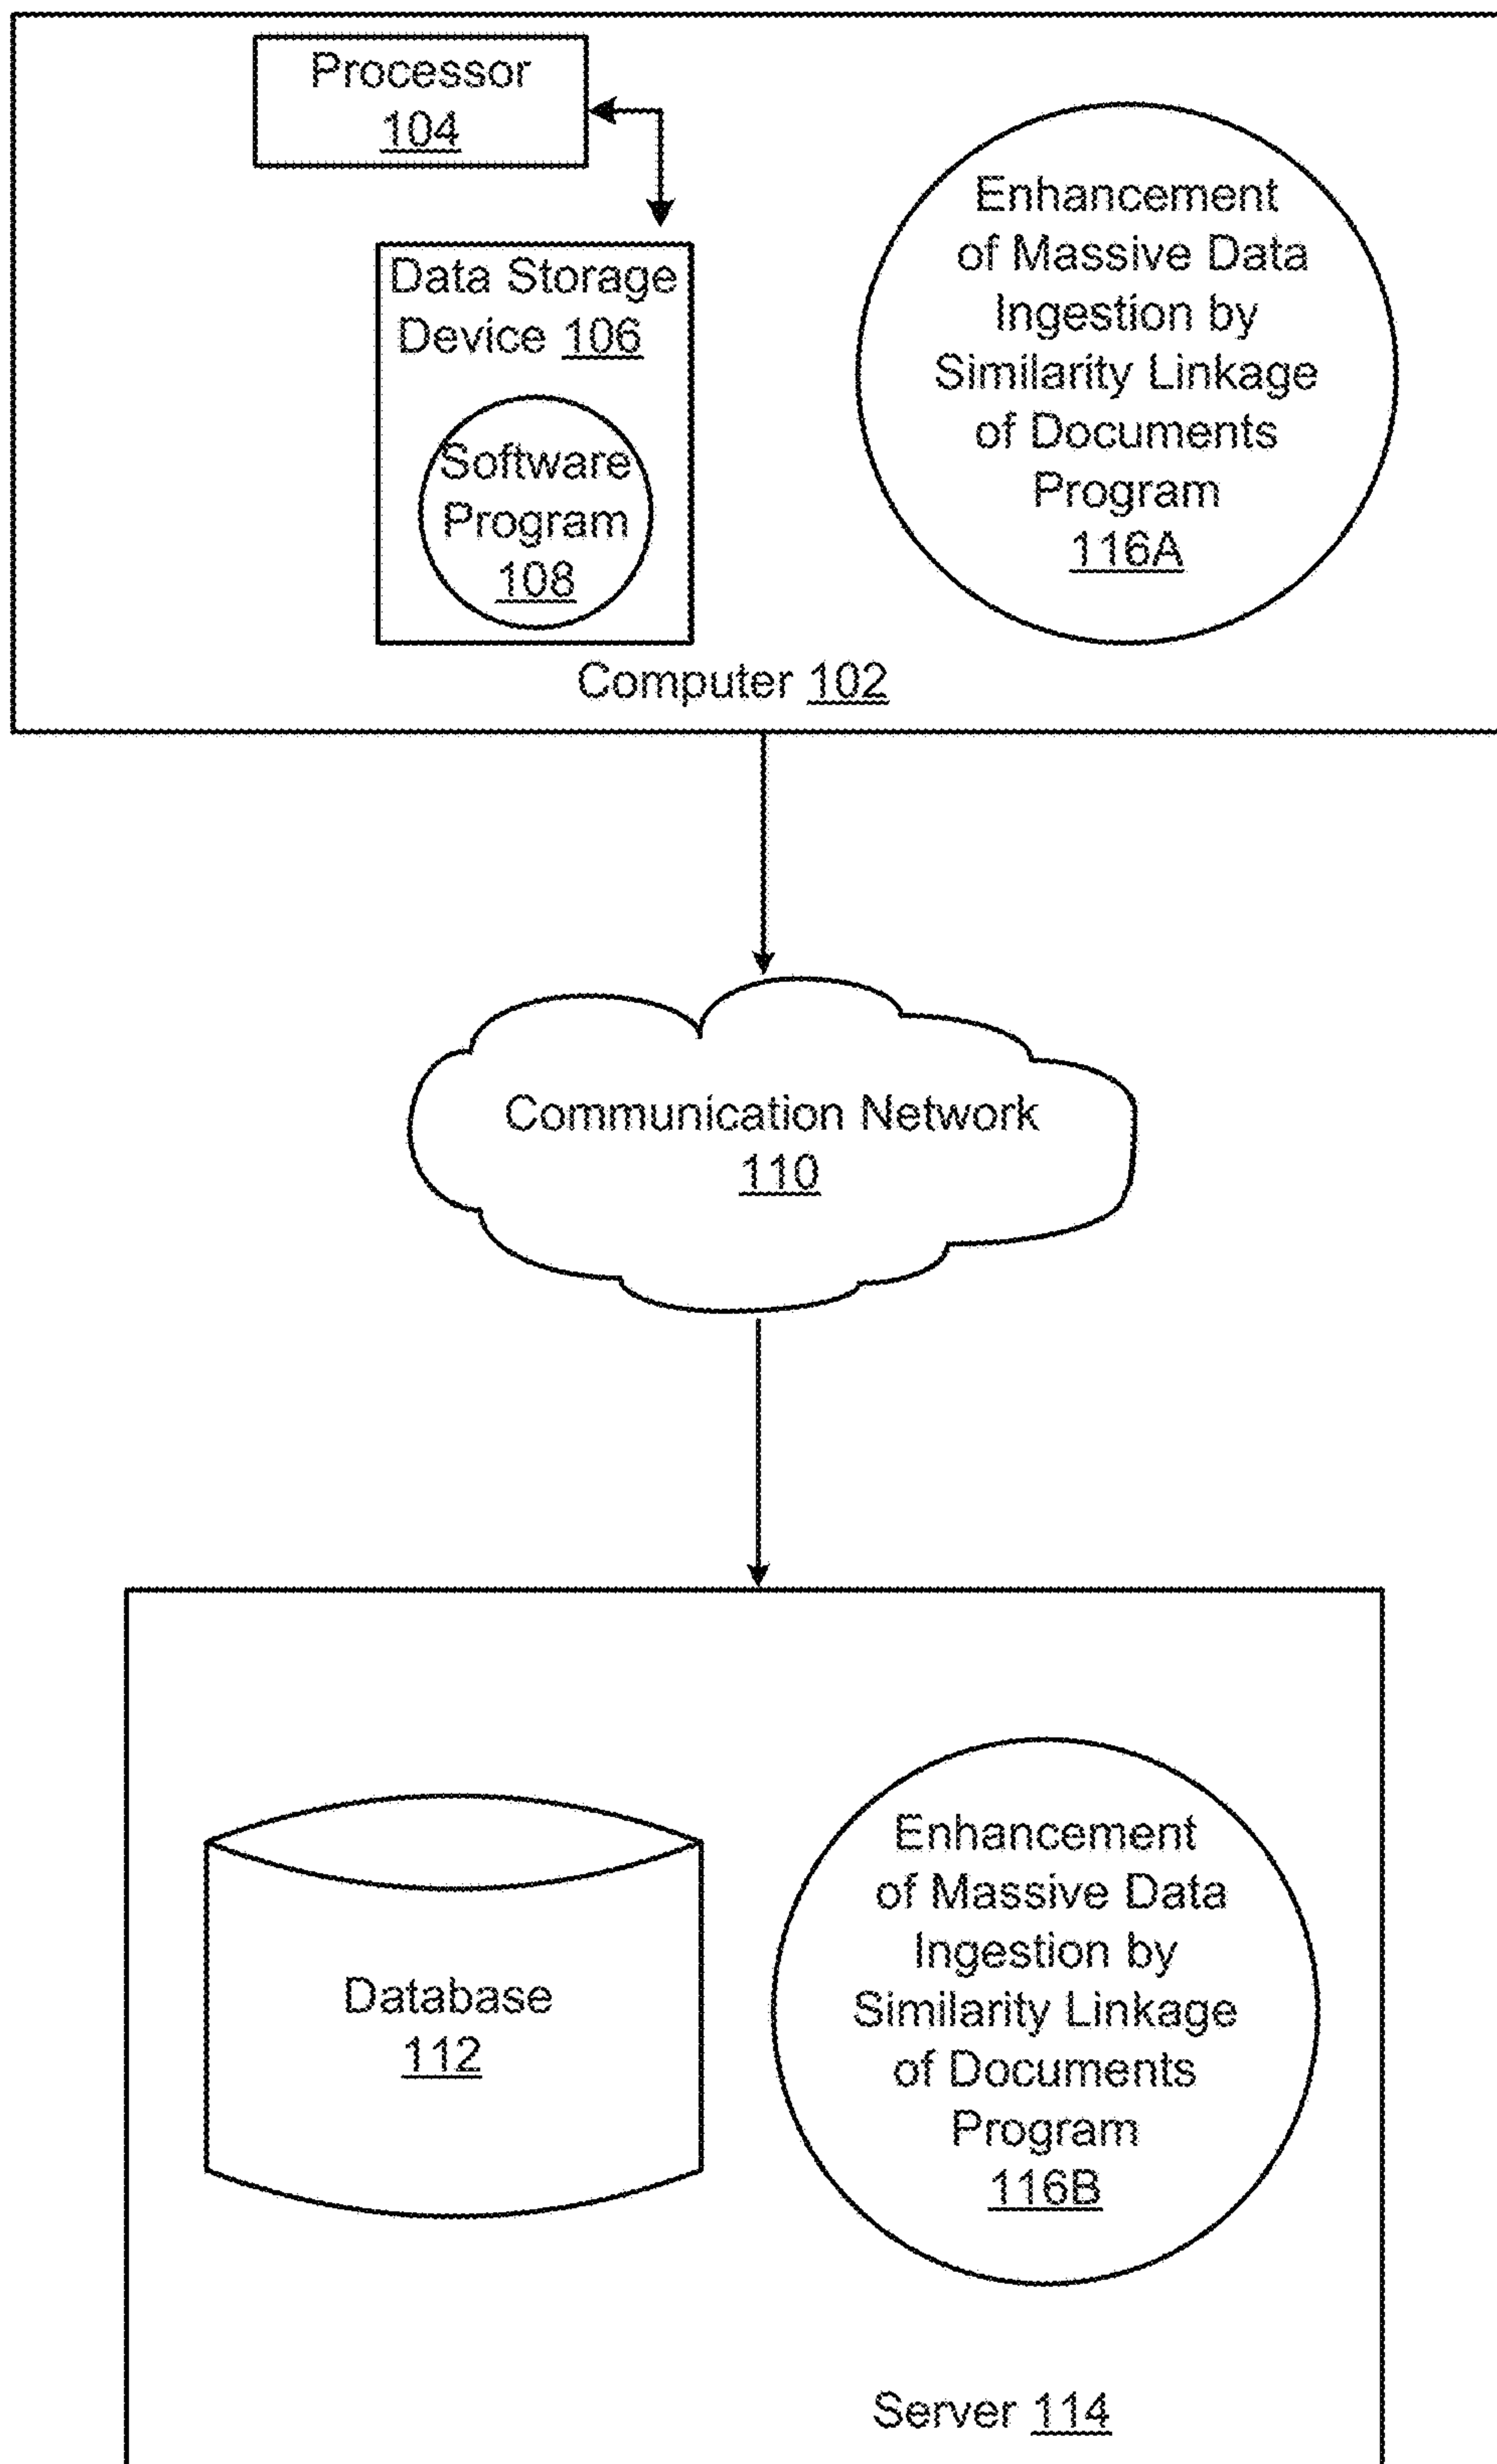 Processor
104
Data Storage
Device 106
Software
Program
108
Enhancement
of Massive Data
Ingestion by
Similarity Linkage
of Documents
Program
116A
Computer 102
Communication Network
110
Database
112
Enhancement
of Massive Data
Ingestion by
Similarity Linkage
of Documents
Program
116B
Server 114